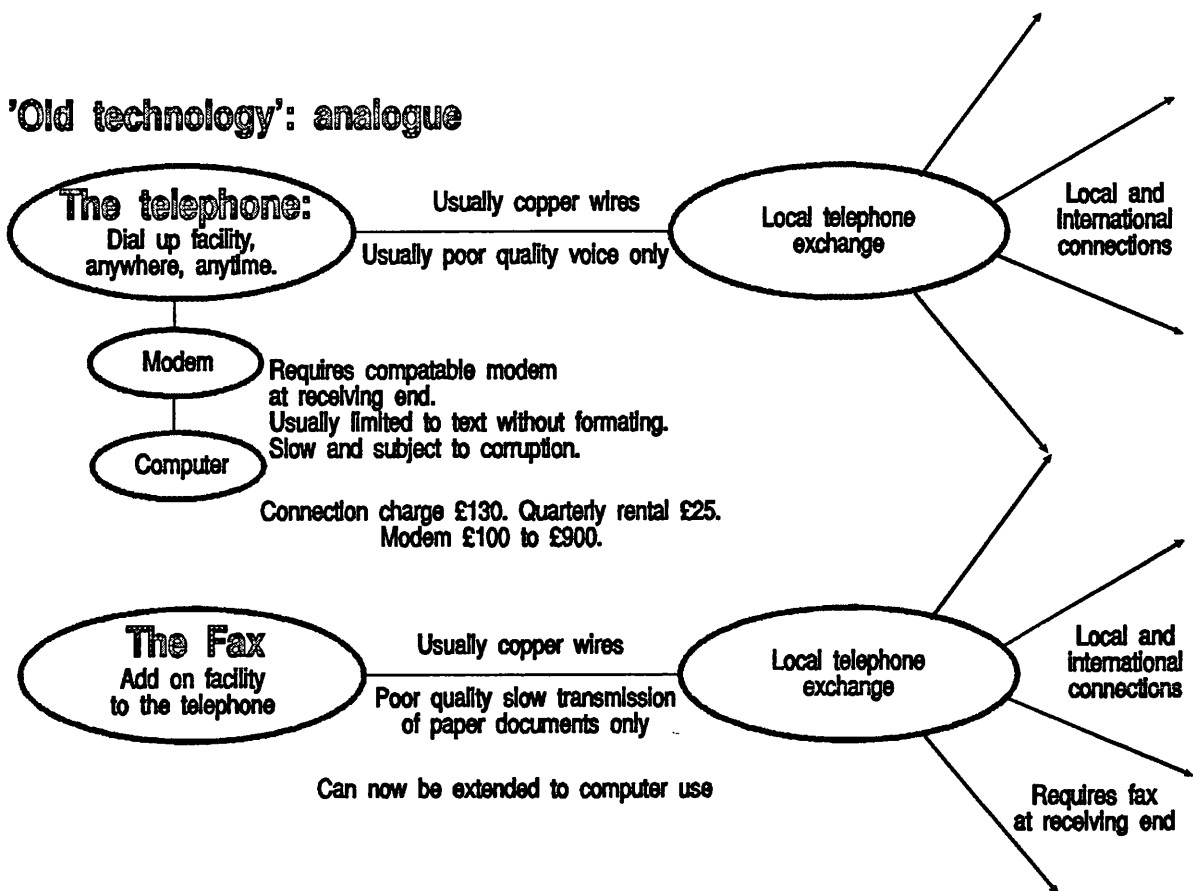 'Old technology': analogue
The telephone:
Dial up facility,
anywhere, anytime.
Usually copper wires
Usually poor quality voice only
Local telephone
exchange
Local and
international
connections
Modem
Computer
Requires compatable modem
at receiving end.
Usually limited to text without formating.
Slow and subject to corruption.
Connection charge £130. Quarterly rental £25.
Modem £100 to £900.
The Fax
Add on facility
to the telephone
Usually copper wires
Poor quality slow transmission
of paper documents only
Local telephone
exchange
Local and
international
connections
Can now be extended to computer use
Requires fax
at receiving end